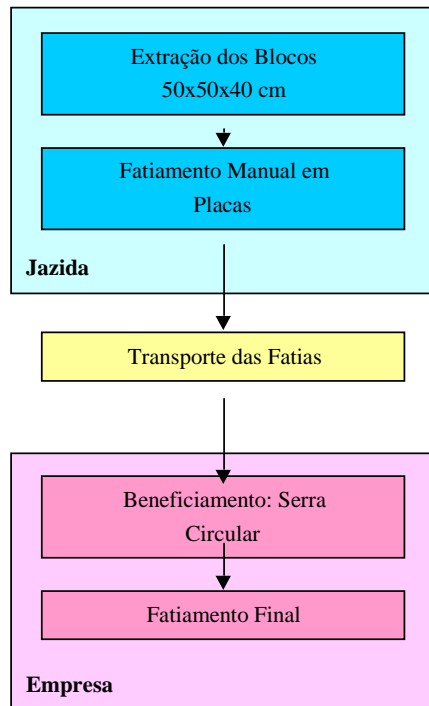 Extração dos Blocos
50x50x40 cm
Fatiamento Manual em
Placas
Jazida
Transporte das Fatias
Beneficiamento: Serra
Circular
Fatiamento Final
Empresa